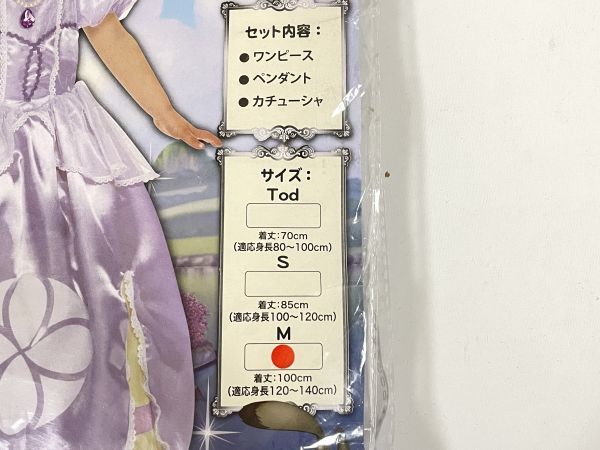 セット内容：
●ワンピース
●ペンダント
●カチューシャ
サイズ：
Tod
着丈：70cm
（適応身長80～100cm）
S
着丈：85cm
（適応身長100～120cm）
M
着丈：100cm
（適応身長120～140cm）